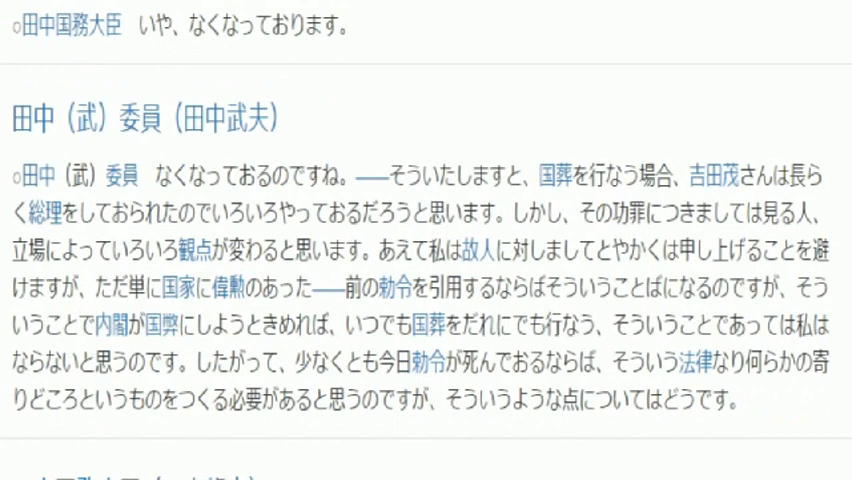 ○田中国務大臣　いや、なくなっております。
田中（武）委員（田中武夫）
○田中（武）委員　なくなっておるのですね。――そういたしますと、国葬を行なう場合、吉田茂さんは長ら
く総理をしておられたのでいろいろやっておるだろうと思います。しかし、その功罪につきましては見る人、
立場によっていろいろ観点が変わると思います。あえて私は故人に対しましてとやかくは申し上げることを避
けますが、ただ単に国家に偉勲のあった――前の勅令を引用するならばそういうことばになるのですが、そう
いうことで内閣が国弊にしようときめれば、いつでも国葬をだれにでも行なう、そういうことであっては私は
ならないと思うのです。したがって、少なくとも今日勅令が死んでおるならば、そういう法律なり何らかの寄
りどころというものをつくる必要があると思うのですが、そういうような点についてはどうです。